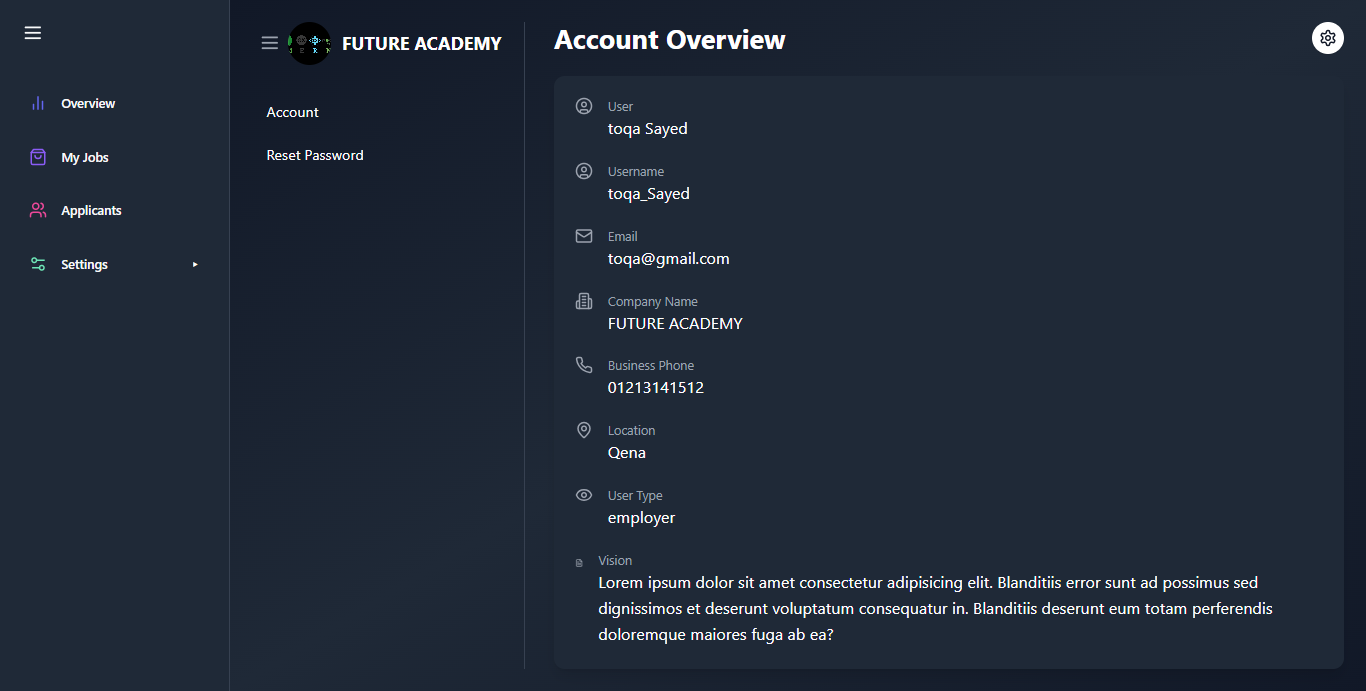 Overview
My Jobs
Applicants
Settings
FUTURE ACADEMY
Account
Reset Password
Account Overview
User
toqa Sayed
Username
toqa_Sayed
Email
toqa@gmail.com
Company Name
FUTURE ACADEMY
Business Phone
01213141512
Location
Qena
User Type
employer
Vision
Lorem ipsum dolor sit amet consectetur adipisicing elit. Blanditiis error sunt ad possimus sed
dignissimos et deserunt voluptatum consequatur in. Blanditiis deserunt eum totam perferendis
doloremque maiores fuga ab ea?